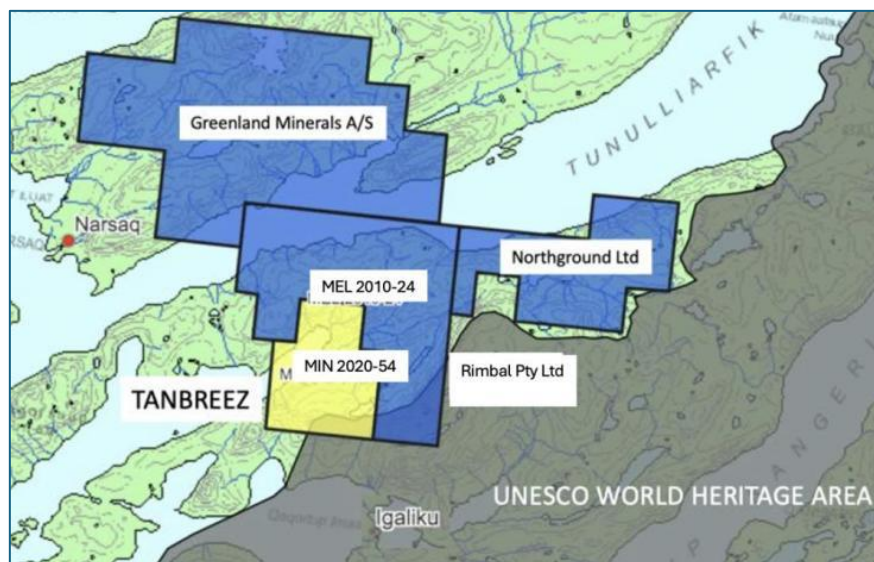 Greenland Minerals A/S
TUNULLIARFIK
Narsaq
Northground Ltd
MEL 2010-24
MIN 2020-54
Rimbal Pty Ltd
TANBREEZ
UNESCO WORLD HERITAGE AREA
Igaliku